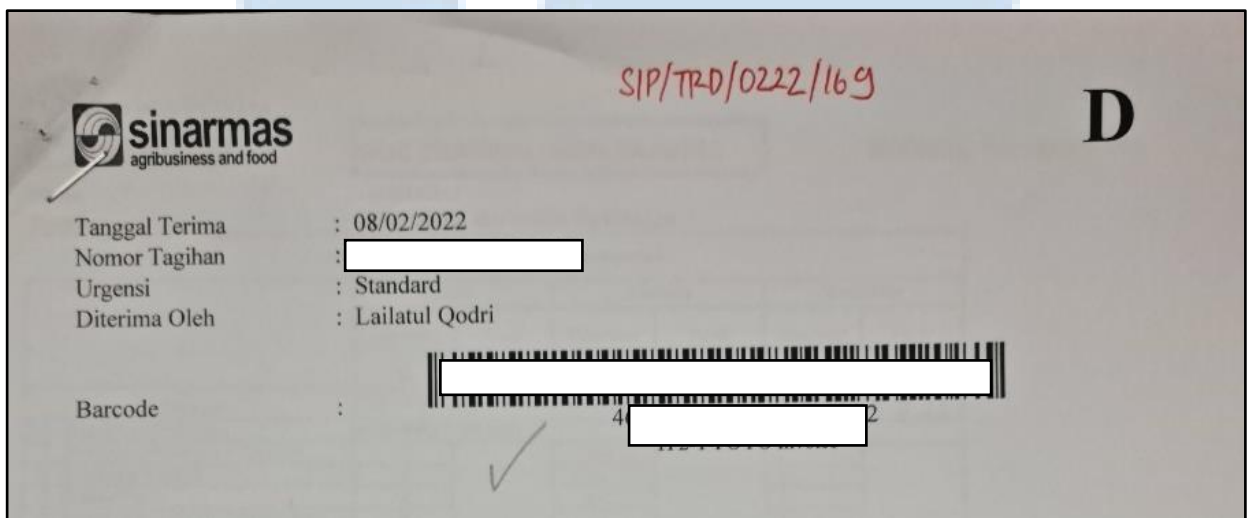 SIP/TRD/0222/169
D
sinarmas
agribusiness and food
Tanggal Terima : 08/02/2022
Nomor Tagihan :
Urgensi : Standard
Diterima Oleh : Lailatul Qodri
Barcode :